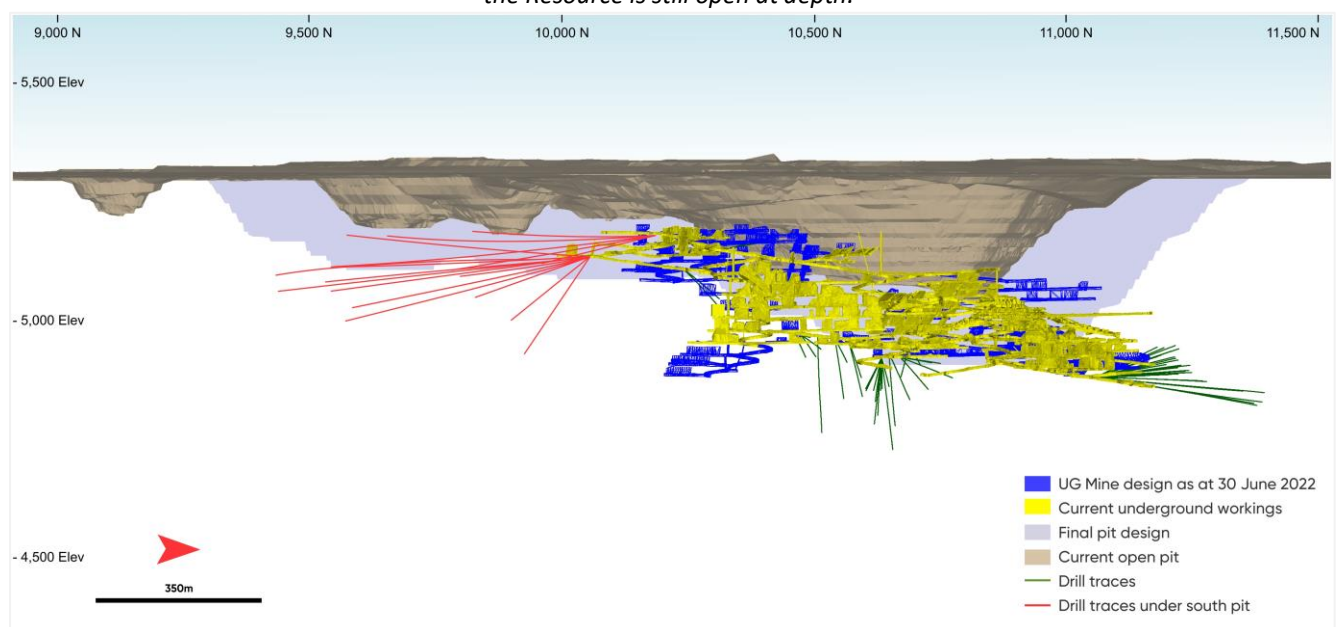 the Resource is still open at depth.
9,000 N 9,500 N 10,000 N 10,500 N 11,000 N 11,500 N
- 5,500 Elev
- 5,000 Elev
- 4,500 Elev
350m
UG Mine design as at 30 June 2022
Current underground workings
Final pit design
Current open pit
Drill traces
Drill traces under south pit